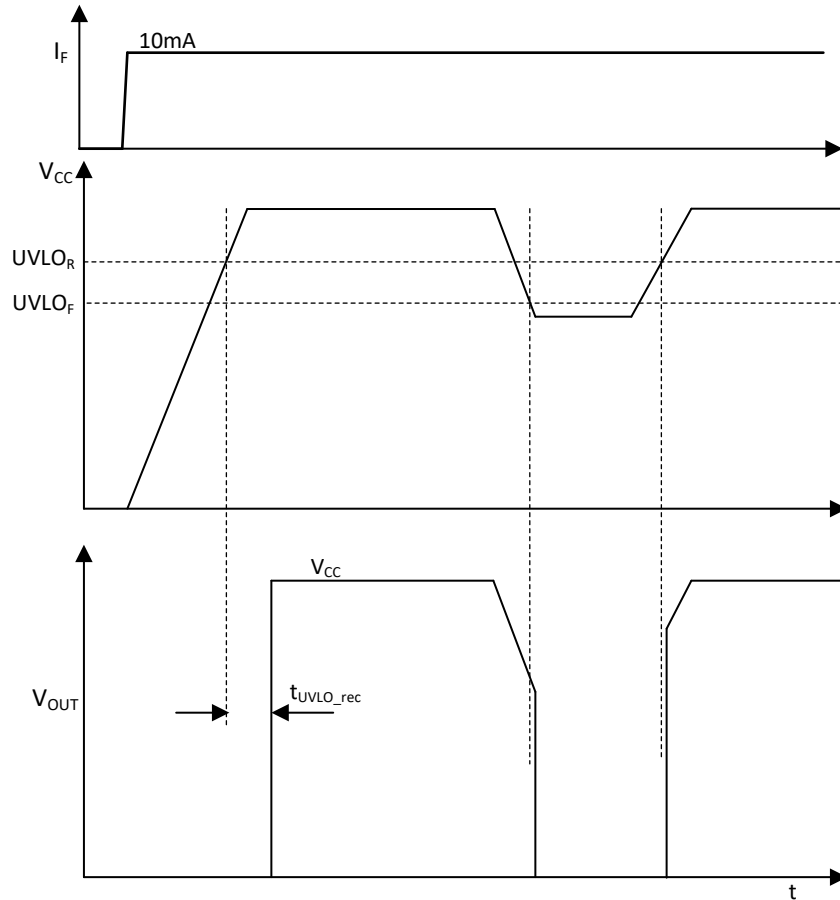 I_F
10mA
V_CC
UVLO_R
UVLO_F
V_CC
V_OUT
t_UVLO_rec
t